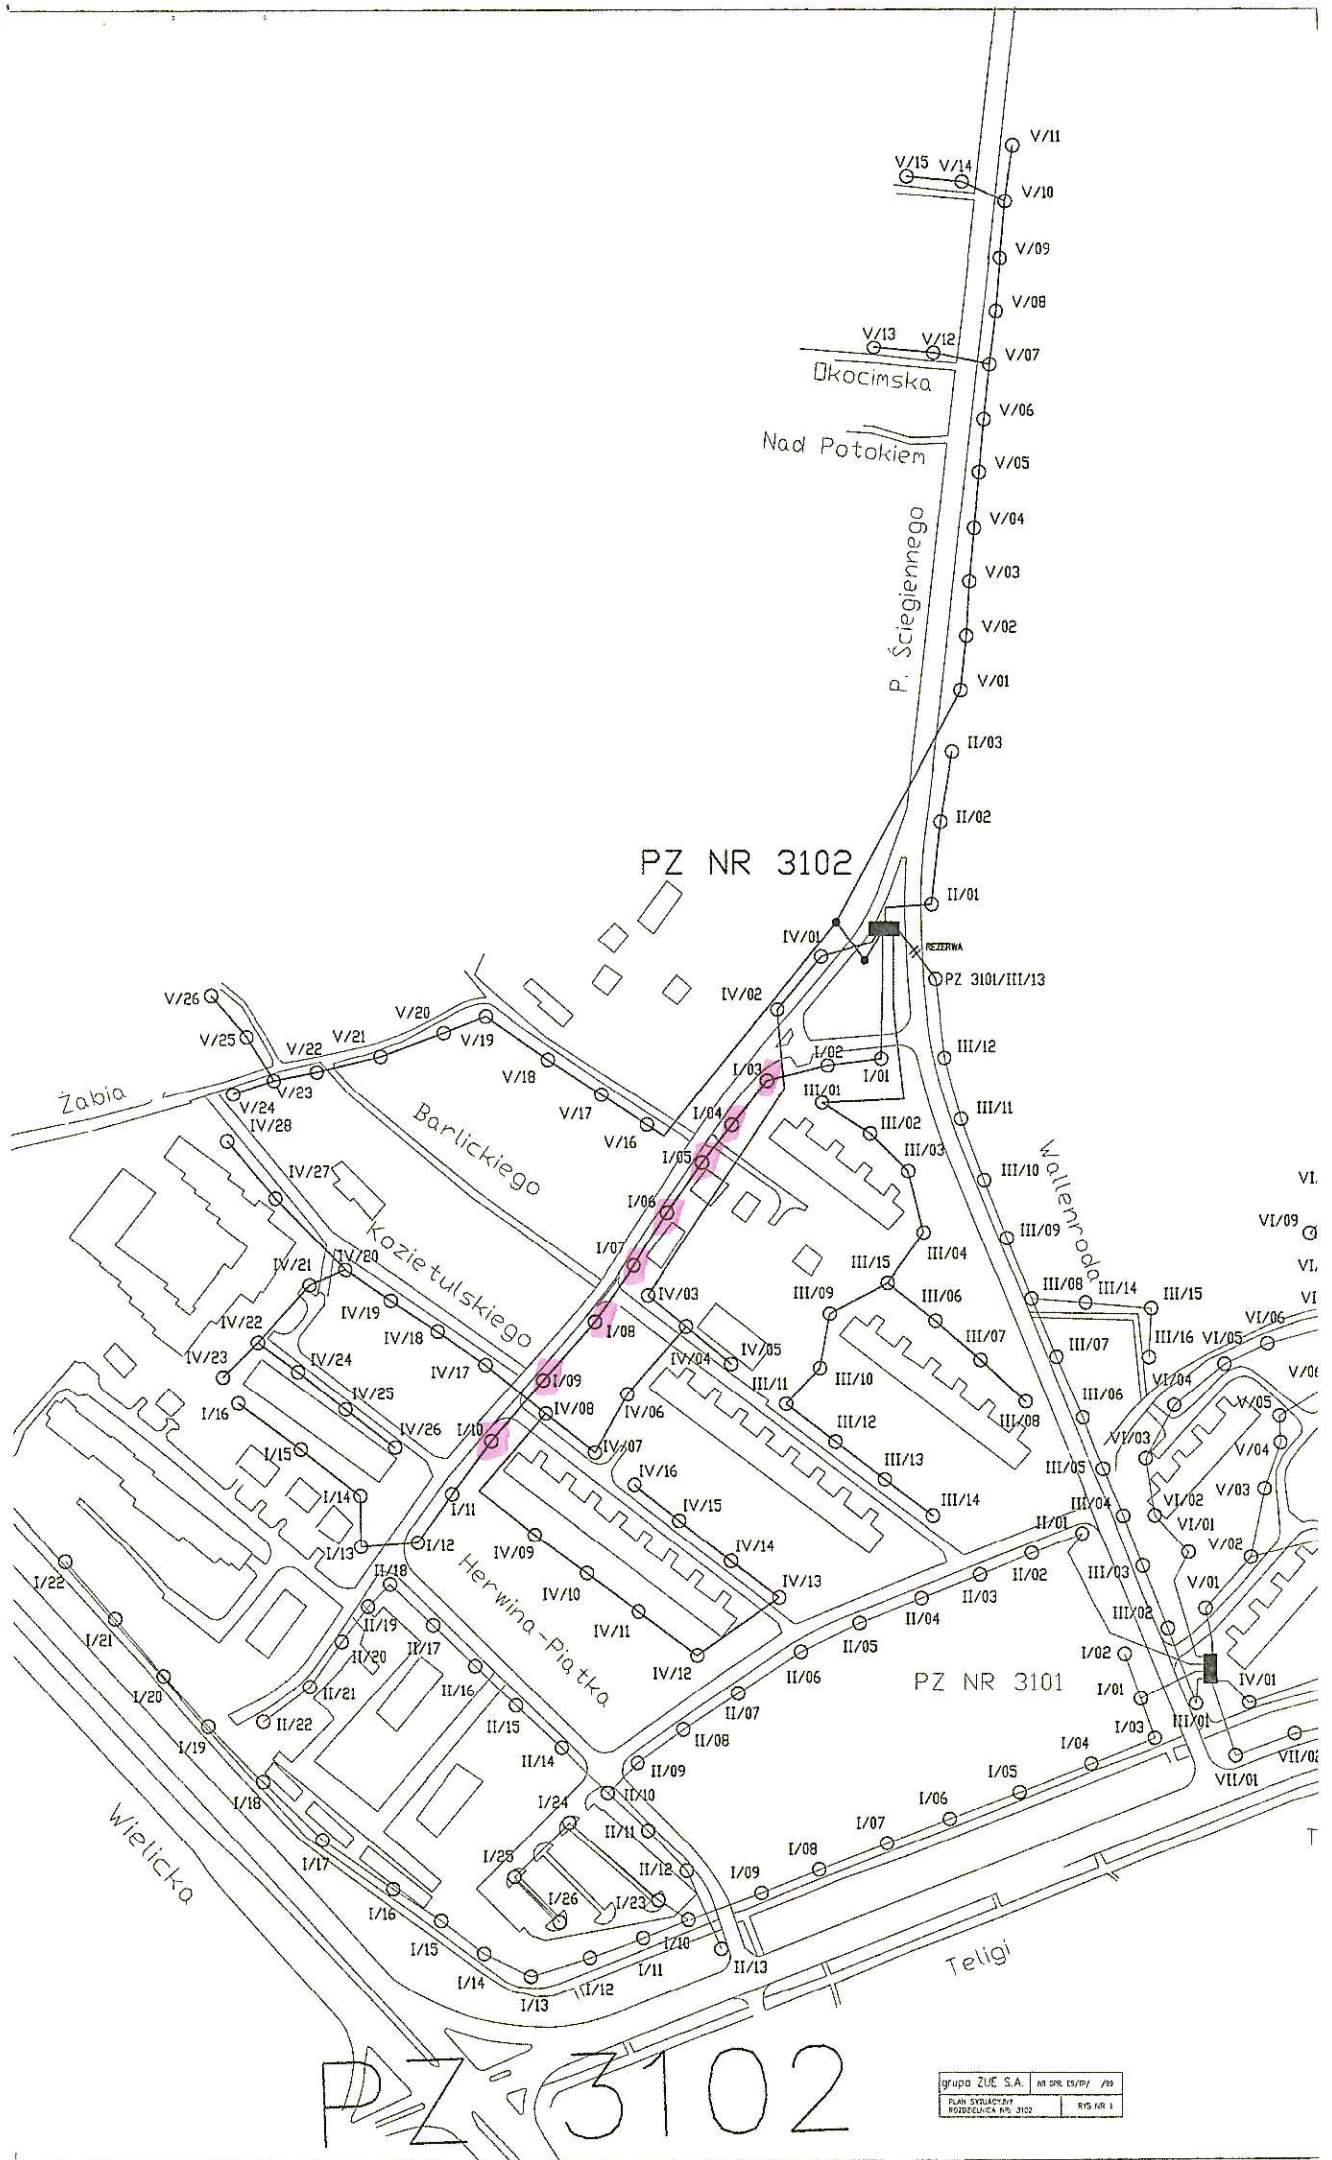 V/11
V/15 V/14
V/10
V/09
V/08
V/13 V/12
V/07
Okocimska
V/06
Nad Potokiem
V/05
V/04
P. Ściegiennego
V/03
V/02
V/01
II/03
II/02
PZ NR 3102
II/01
IV/01
REZERWA
PZ 3101/III/13
IV/02
V/26
V/20
V/19
V/25
V/22
V/21
I/02
III/12
V/18
I/03
I/01
V/23
III/01
Żabia
V/24
V/17
I/04
III/11
IV/28
Barlickiego
V/16
III/02
I/05
III/03
Wallenroda
III/10
IV/27
I/06
VI/09
Kozietulskiego
III/09
I/07
III/04
IV/21
IV/20
III/15
III/08 III/14
III/15
IV/19
IV/03
III/09
III/06
VI/06
IV/22
IV/18
I/08
III/07
III/16
VI/05
IV/23
IV/24
IV/17
IV/04
IV/05
III/07
III/10
I/09
III/11
VI/04
IV/25
IV/06
III/06
V/05
I/16
IV/08
III/08
I/15
IV/26
I/10
IV/07
III/12
VI/03
V/04
III/05
IV/16
III/13
I/14
V/03
I/11
IV/15
III/14
III/04
VI/02
II/01
VI/01
I/13
I/12
IV/09
IV/14
II/02
III/03
V/02
I/22
II/18
Herwina-Piątka
IV/10
IV/13
II/03
V/01
II/19
IV/11
II/04
III/02
I/21
II/17
II/20
IV/12
II/05
I/02
II/16
II/06
PZ NR 3101
I/20
II/21
I/01
IV/01
II/15
II/07
III/01
I/19
II/22
II/08
I/03
II/14
I/04
II/09
VII/01
I/18
II/10
I/05
I/24
I/06
Wielicka
II/11
I/07
I/17
I/25
II/12
I/08
I/09
I/26
I/23
I/16
I/15
I/10
I/14
I/11
II/13
Teligi
I/12
I/13
PZ 3102
grupa ZUE S.A.
PLAN SYTUACYJNY
ROZDZIELNICA NR: 3102
RYS NR 1